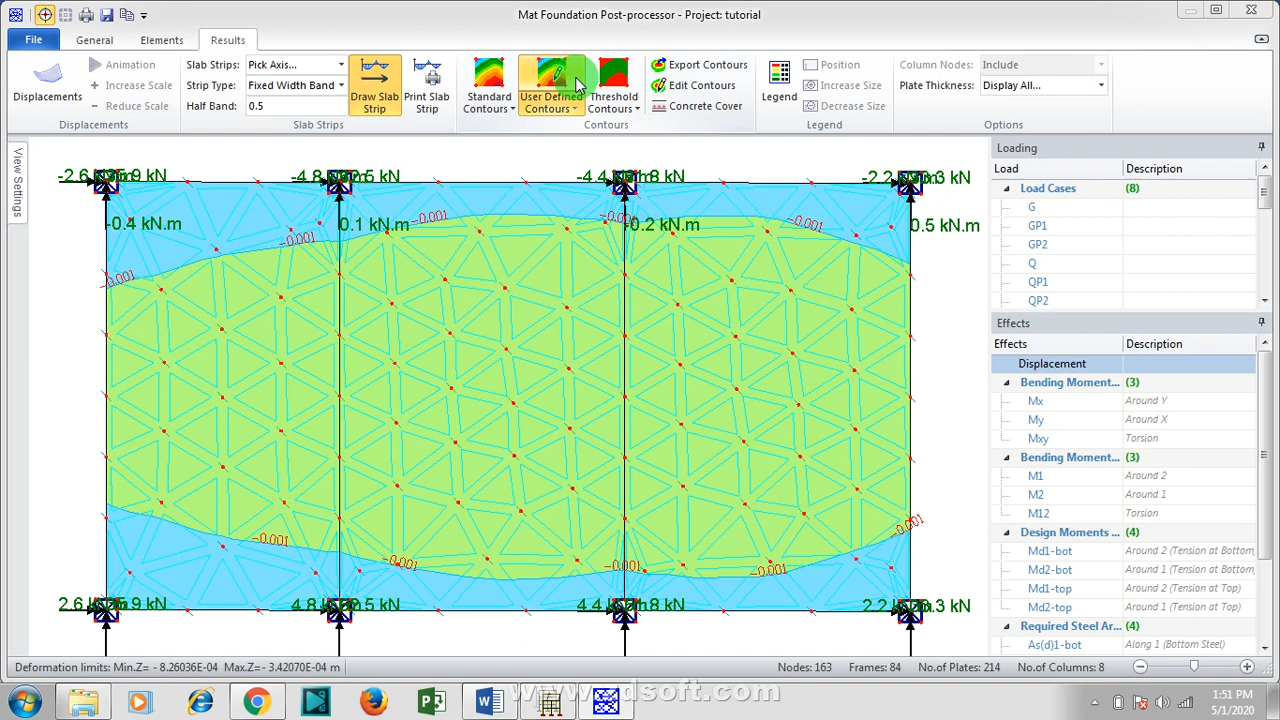 Mat Foundation Post-processor - Project: tutorial
File General Elements Results
Displacements
Animation
Increase Scale
Reduce Scale
Displacements
Slab Strips: Pick Axis...
Strip Type: Fixed Width Band
Half Band: 0.5
Draw Slab Strip
Print Slab Strip
Slab Strips
Standard Contours
User Defined Contours
Threshold Contours
Export Contours
Edit Contours
Concrete Cover
Contours
Legend
Position
Increase Size
Decrease Size
Legend
Column Nodes: Include
Plate Thickness: Display All...
Options
View Settings
-0.4 kN.m 0.1 kN.m -0.2 kN.m 0.5 kN.m
-0.001 -0.001 -0.001 -0.001 -0.001
-0.001 -0.001 -0.001 -0.001 -0.001
Loading
Load Description
Load Cases (8)
G
GP1
GP2
Q
QP1
QP2
Effects
Effects Description
Displacement
Bending Moment... (3)
Mx Around Y
My Around X
Mxy Torsion
Bending Moment... (3)
M1 Around 2
M2 Around 1
M12 Torsion
Design Moments ... (4)
Md1-bot Around 2 (Tension at Bottom)
Md2-bot Around 1 (Tension at Bottom)
Md1-top Around 2 (Tension at Top)
Md2-top Around 1 (Tension at Top)
Required Steel Ar... (4)
As(d)1-bot Along 1 (Bottom Steel)
Deformation limits: Min.Z= - 8.26036E-04 Max.Z= - 3.42070E-04 m
Nodes: 163 Frames: 84 No.of Plates: 214 No.of Columns: 8
1:51 PM
5/1/2020